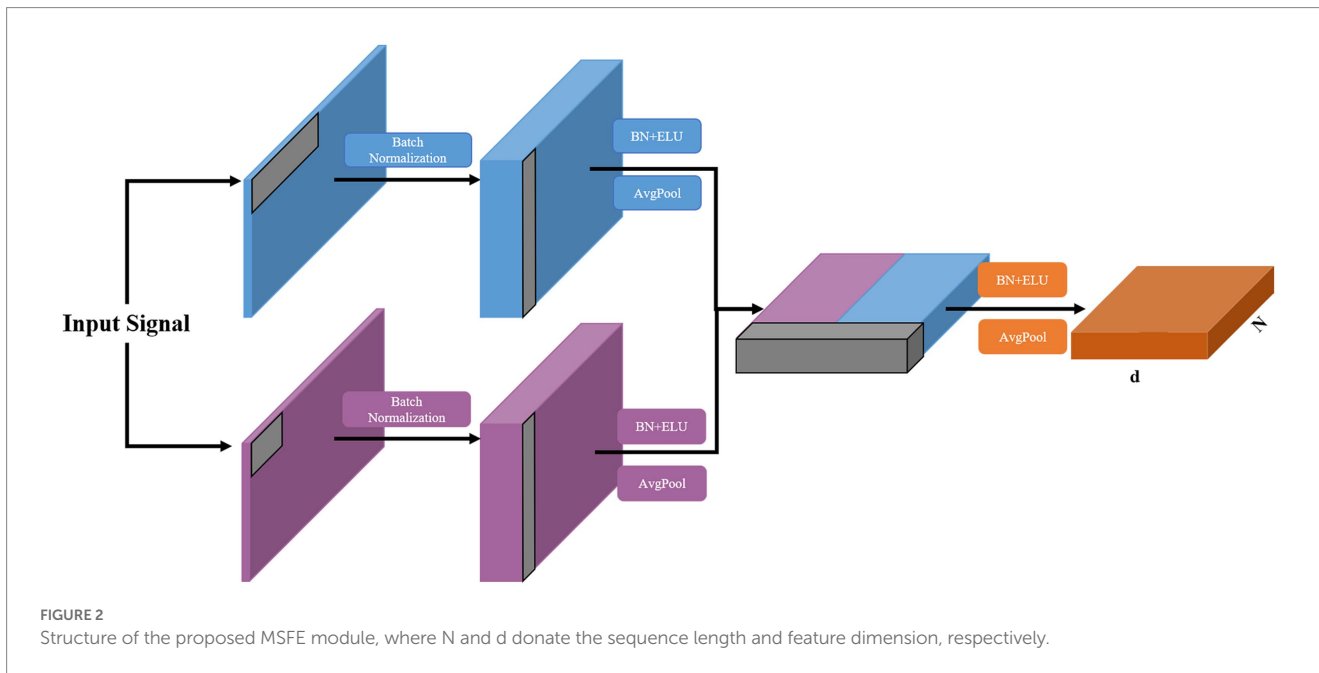 Batch
Normalization
BN+ELU
AvgPool
Input Signal
BN+ELU
AvgPool
N
d
Batch
Normalization
BN+ELU
AvgPool
FIGURE 2
Structure of the proposed MSFE module, where N and d donate the sequence length and feature dimension, respectively.